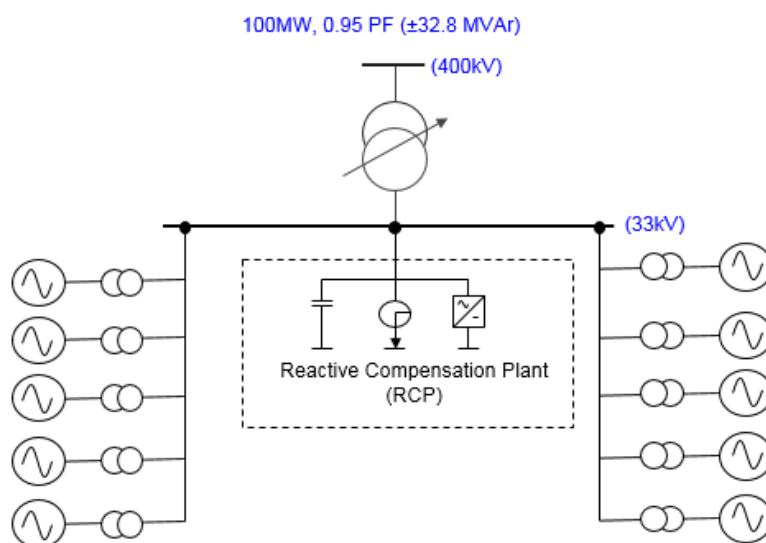 100MW, 0.95 PF (±32.8 MVAr)
(400kV)
(33kV)
Reactive Compensation Plant
(RCP)